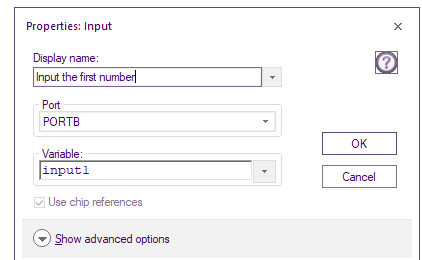 Properties: Input
Display name:
Input the first number
Port
PORTB
Variable:
input1
OK
Cancel
Use chip references
Show advanced options